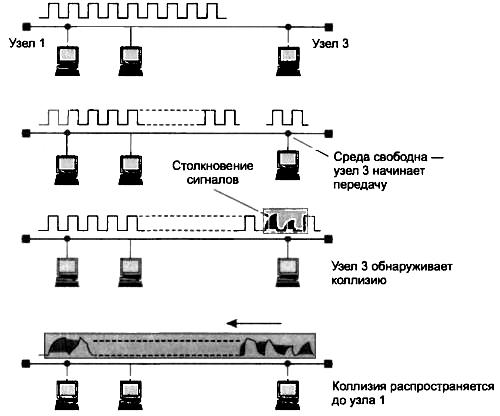 Узел 1
Узел 3
Среда свободна —
узел 3 начинает
передачу
Столкновение
сигналов
Узел 3 обнаруживает
коллизию
Коллизия распространяется
до узла 1